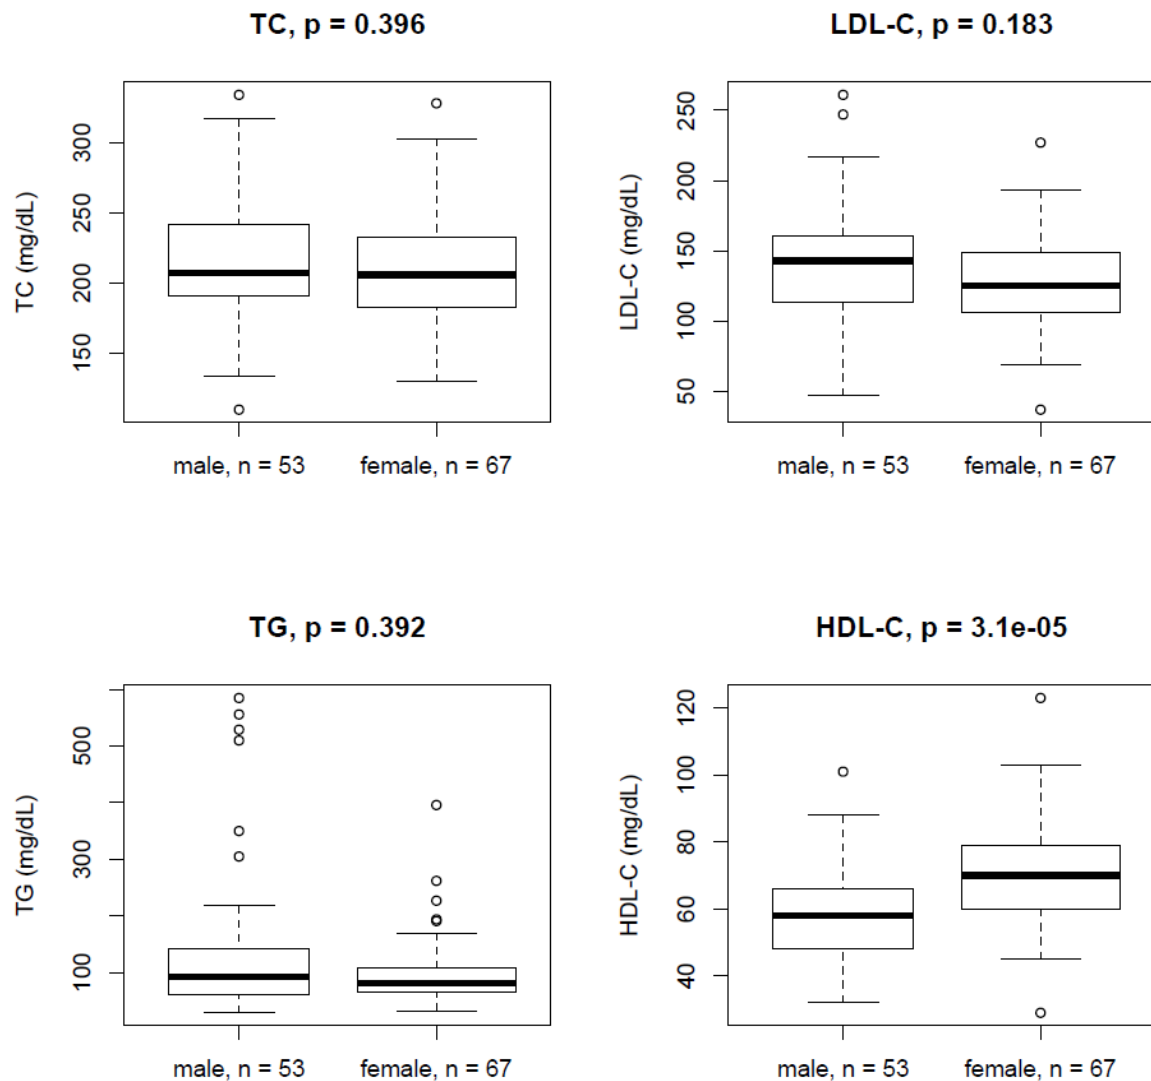 TC, p = 0.396
TC (mg/dL)
300
250
200
150
male, n = 53 female, n = 67
LDL-C, p = 0.183
LDL-C (mg/dL)
250
200
150
100
50
male, n = 53 female, n = 67
TG, p = 0.392
TG (mg/dL)
500
300
100
male, n = 53 female, n = 67
HDL-C, p = 3.1e-05
HDL-C (mg/dL)
120
100
80
60
40
male, n = 53 female, n = 67